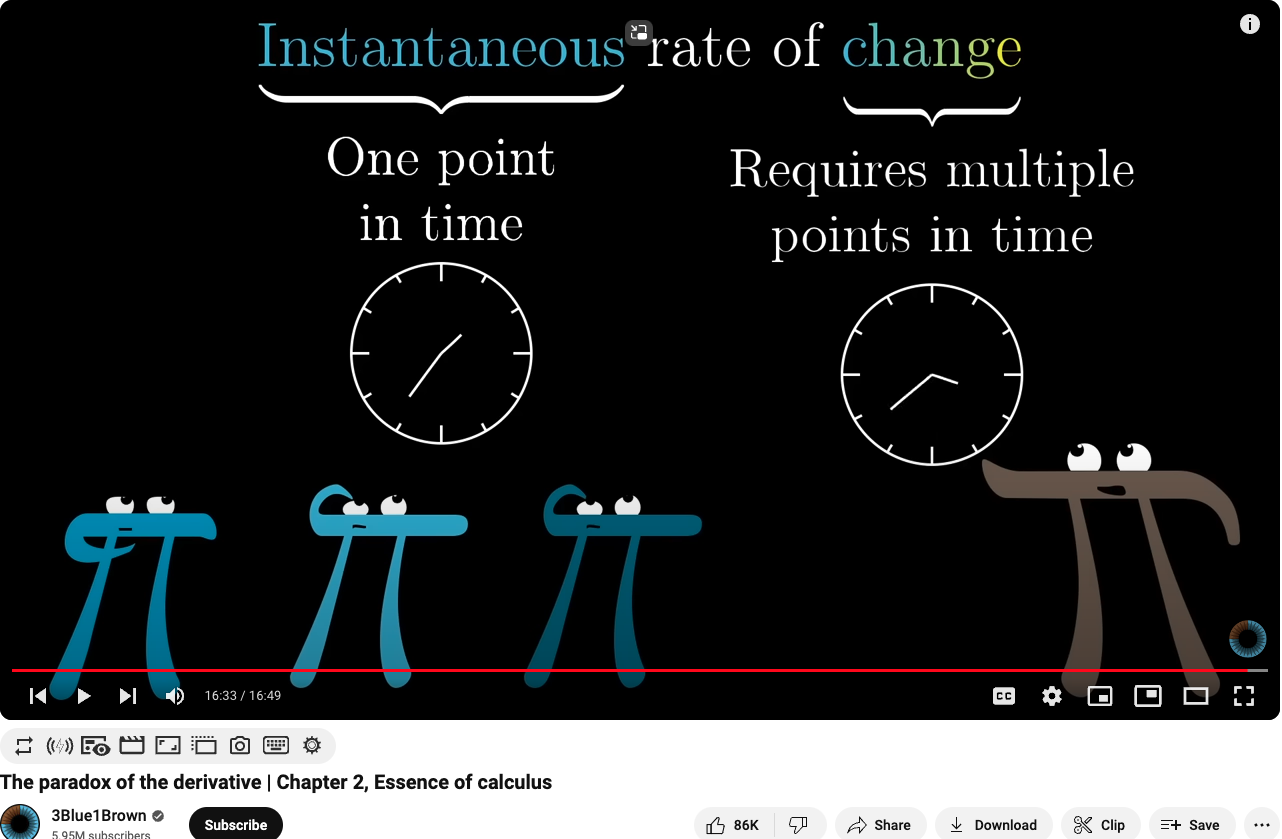 Instantaneous rate of change
One point
in time
Requires multiple
points in time
16:33 / 16:49
CC
The paradox of the derivative | Chapter 2, Essence of calculus
3Blue1Brown
5.95M subscribers
Subscribe
86K
Share
Download
Clip
Save